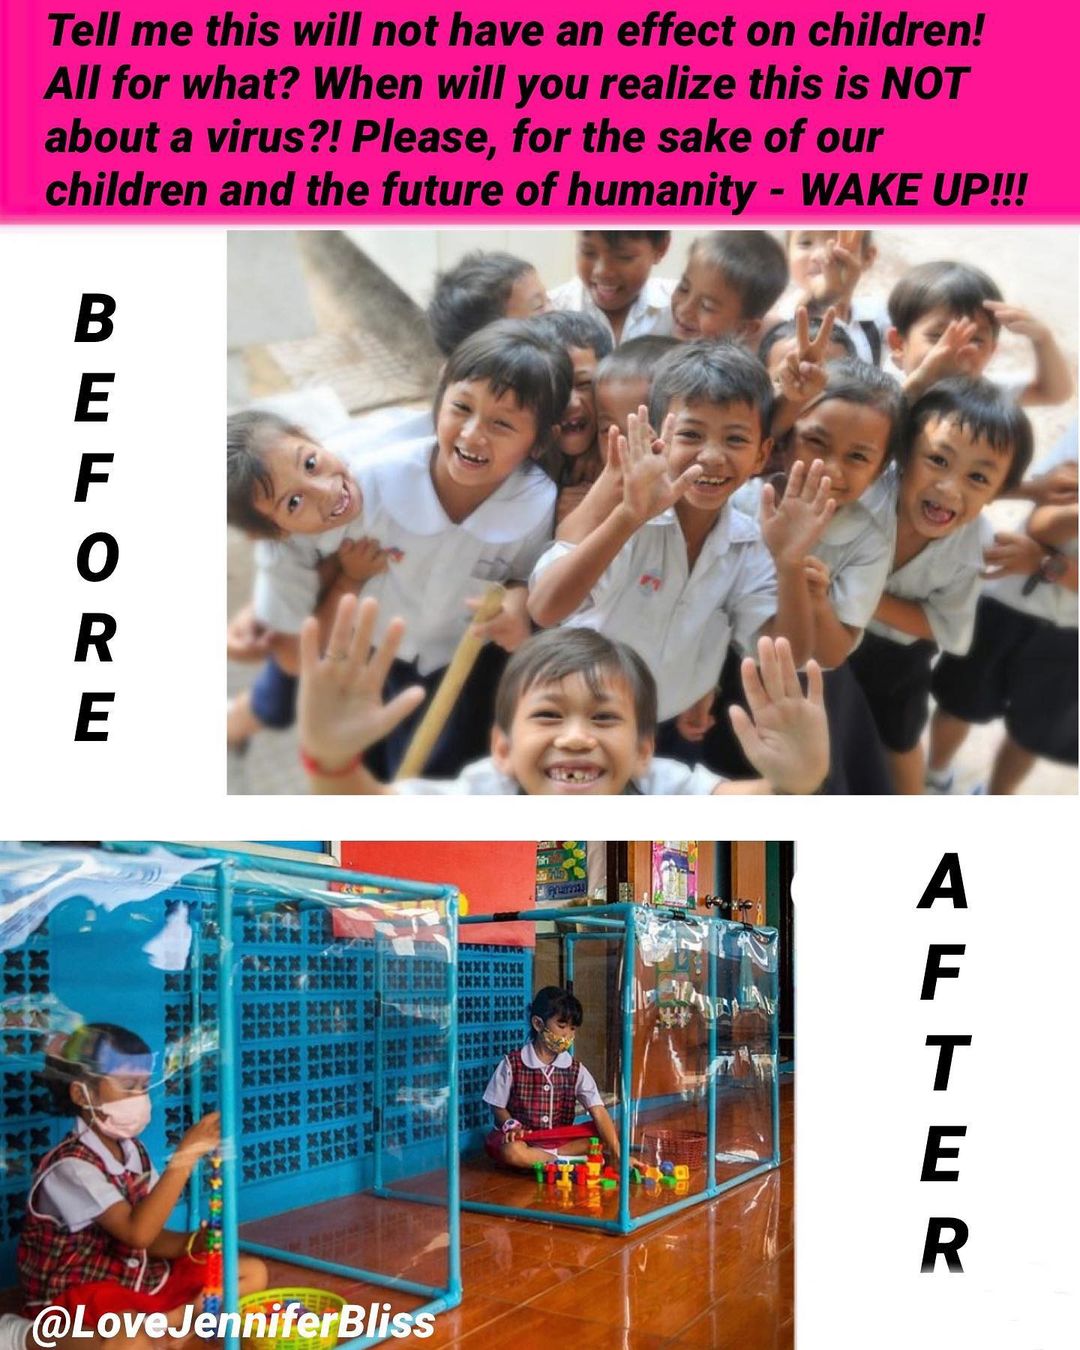 Tell me this will not have an effect on children!
All for what? When will you realize this is NOT
about a virus?! Please, for the sake of our
children and the future of humanity - WAKE UP!!!
B
E
F
O
R
E
A
F
T
E
R
@LoveJenniferBliss